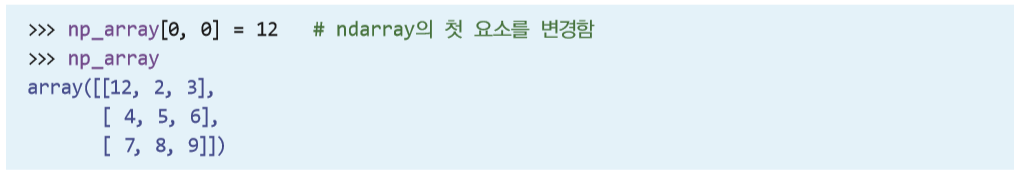 >>> np_array[0, 0] = 12   # ndarray의 첫 요소를 변경함
>>> np_array
array([[12, 2, 3],
       [ 4, 5, 6],
       [ 7, 8, 9]])